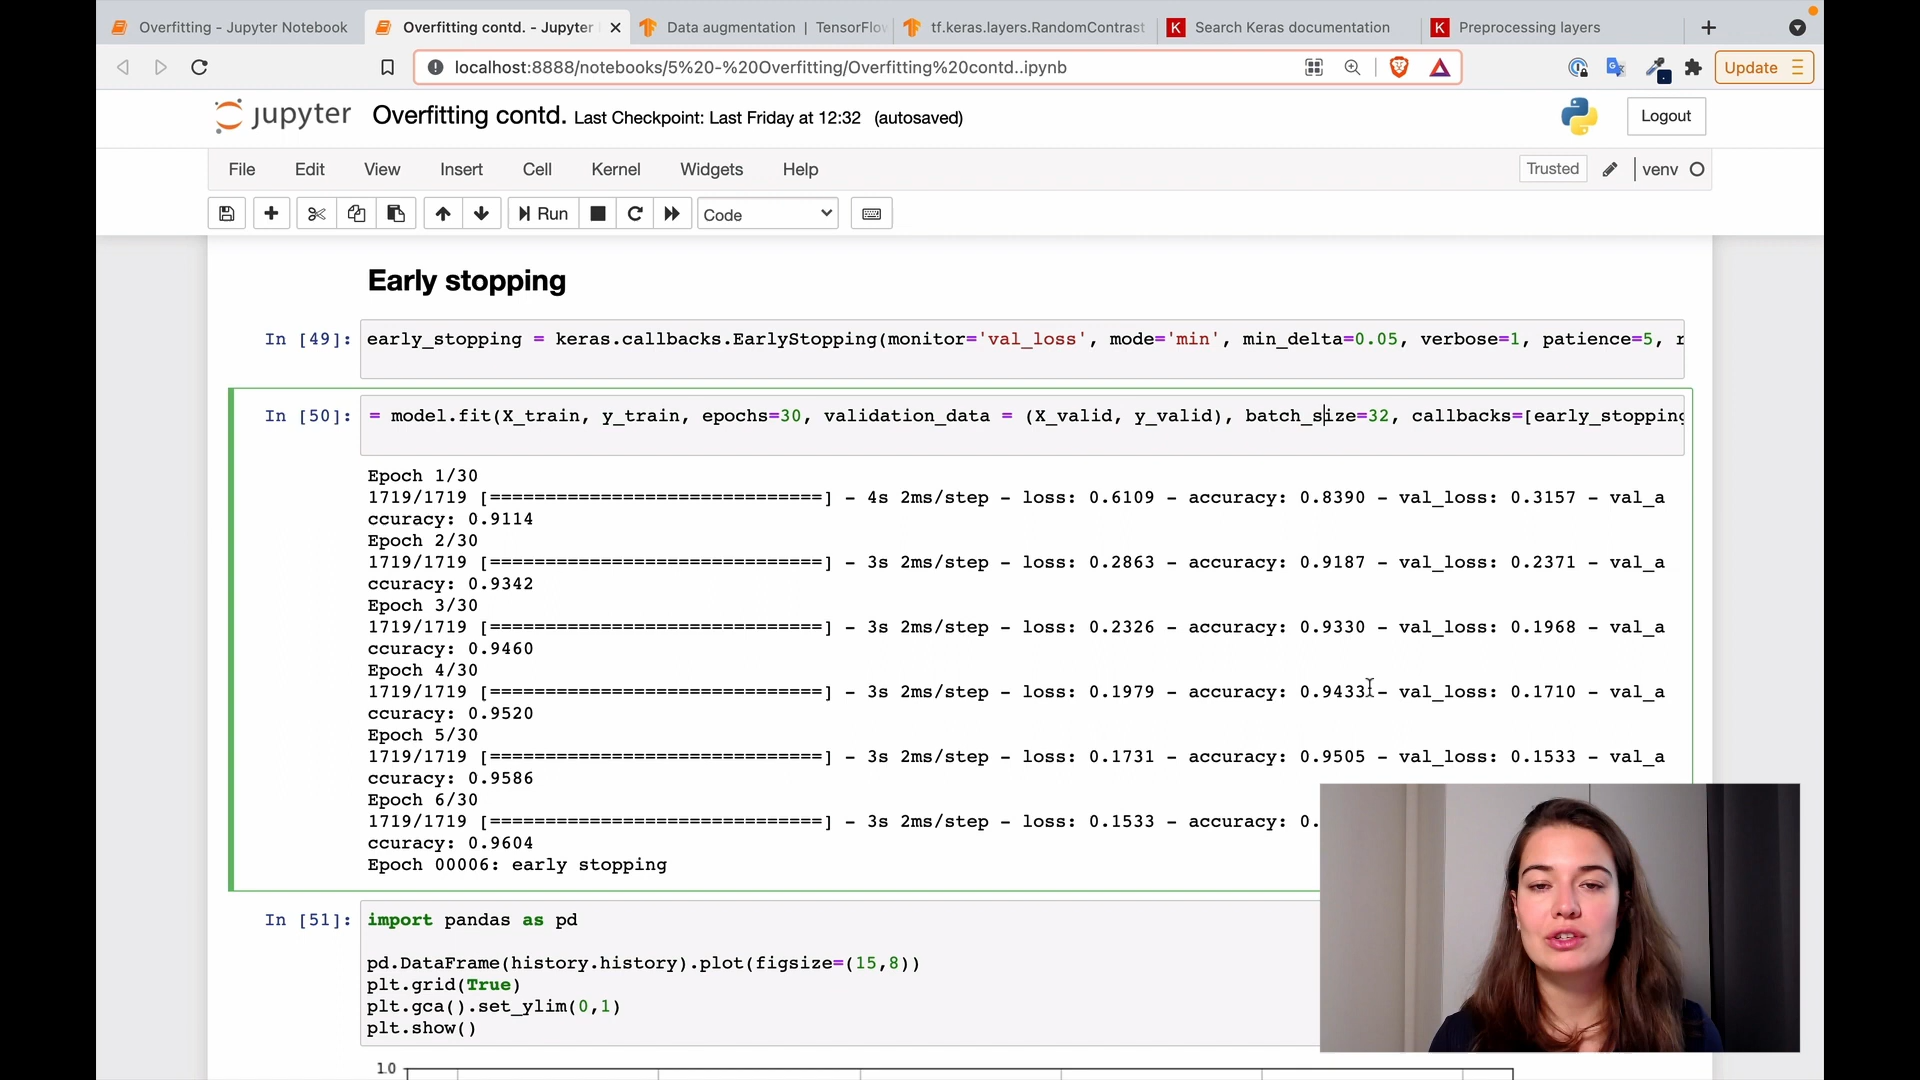 Overfitting - Jupyter Notebook
Overfitting contd. - Jupyter
Data augmentation | TensorFlow
tf.keras.layers.RandomContrast
Search Keras documentation
Preprocessing layers
localhost:8888/notebooks/5%20-%20Overfitting/Overfitting%20contd..ipynb
Update
jupyter Overfitting contd. Last Checkpoint: Last Friday at 12:32 (autosaved)
Logout
File Edit View Insert Cell Kernel Widgets Help
Trusted
venv
Run
Code
Early stopping
In [49]: early_stopping = keras.callbacks.EarlyStopping(monitor='val_loss', mode='min', min_delta=0.05, verbose=1, patience=5, r
In [50]: = model.fit(X_train, y_train, epochs=30, validation_data = (X_valid, y_valid), batch_size=32, callbacks=[early_stopping
Epoch 1/30
1719/1719 [==============================] - 4s 2ms/step - loss: 0.6109 - accuracy: 0.8390 - val_loss: 0.3157 - val_a
ccuracy: 0.9114
Epoch 2/30
1719/1719 [==============================] - 3s 2ms/step - loss: 0.2863 - accuracy: 0.9187 - val_loss: 0.2371 - val_a
ccuracy: 0.9342
Epoch 3/30
1719/1719 [==============================] - 3s 2ms/step - loss: 0.2326 - accuracy: 0.9330 - val_loss: 0.1968 - val_a
ccuracy: 0.9460
Epoch 4/30
1719/1719 [==============================] - 3s 2ms/step - loss: 0.1979 - accuracy: 0.9433 - val_loss: 0.1710 - val_a
ccuracy: 0.9520
Epoch 5/30
1719/1719 [==============================] - 3s 2ms/step - loss: 0.1731 - accuracy: 0.9505 - val_loss: 0.1533 - val_a
ccuracy: 0.9586
Epoch 6/30
1719/1719 [==============================] - 3s 2ms/step - loss: 0.1533 - accuracy: 0.
ccuracy: 0.9604
Epoch 00006: early stopping
In [51]: import pandas as pd
pd.DataFrame(history.history).plot(figsize=(15,8))
plt.grid(True)
plt.gca().set_ylim(0,1)
plt.show()
1.0